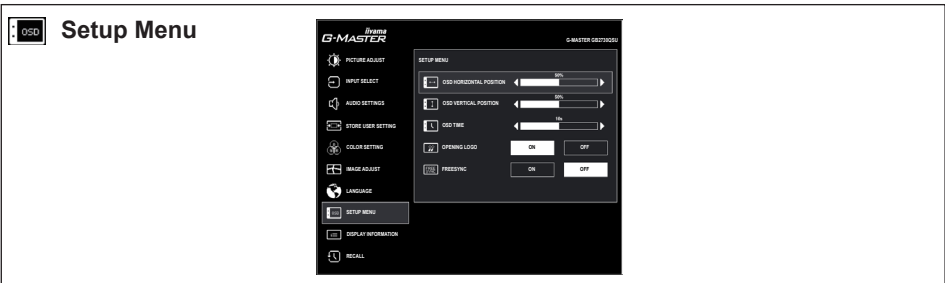 OSD Setup Menu
iiyama
G-MASTER
G-MASTER GB2730QSU
PICTURE ADJUST
INPUT SELECT
AUDIO SETTINGS
STORE USER SETTING
COLOR SETTING
IMAGE ADJUST
LANGUAGE
SETUP MENU
DISPLAY INFORMATION
RECALL
SETUP MENU
OSD HORIZONTAL POSITION 50%
OSD VERTICAL POSITION 50%
OSD TIME
OPENING LOGO ON OFF
FREESYNC ON OFF